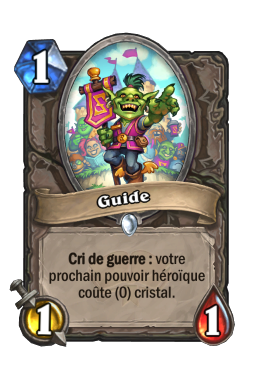 1
Guide
Cri de guerre : votre
prochain pouvoir héroïque
coûte (0) cristal.
1
1